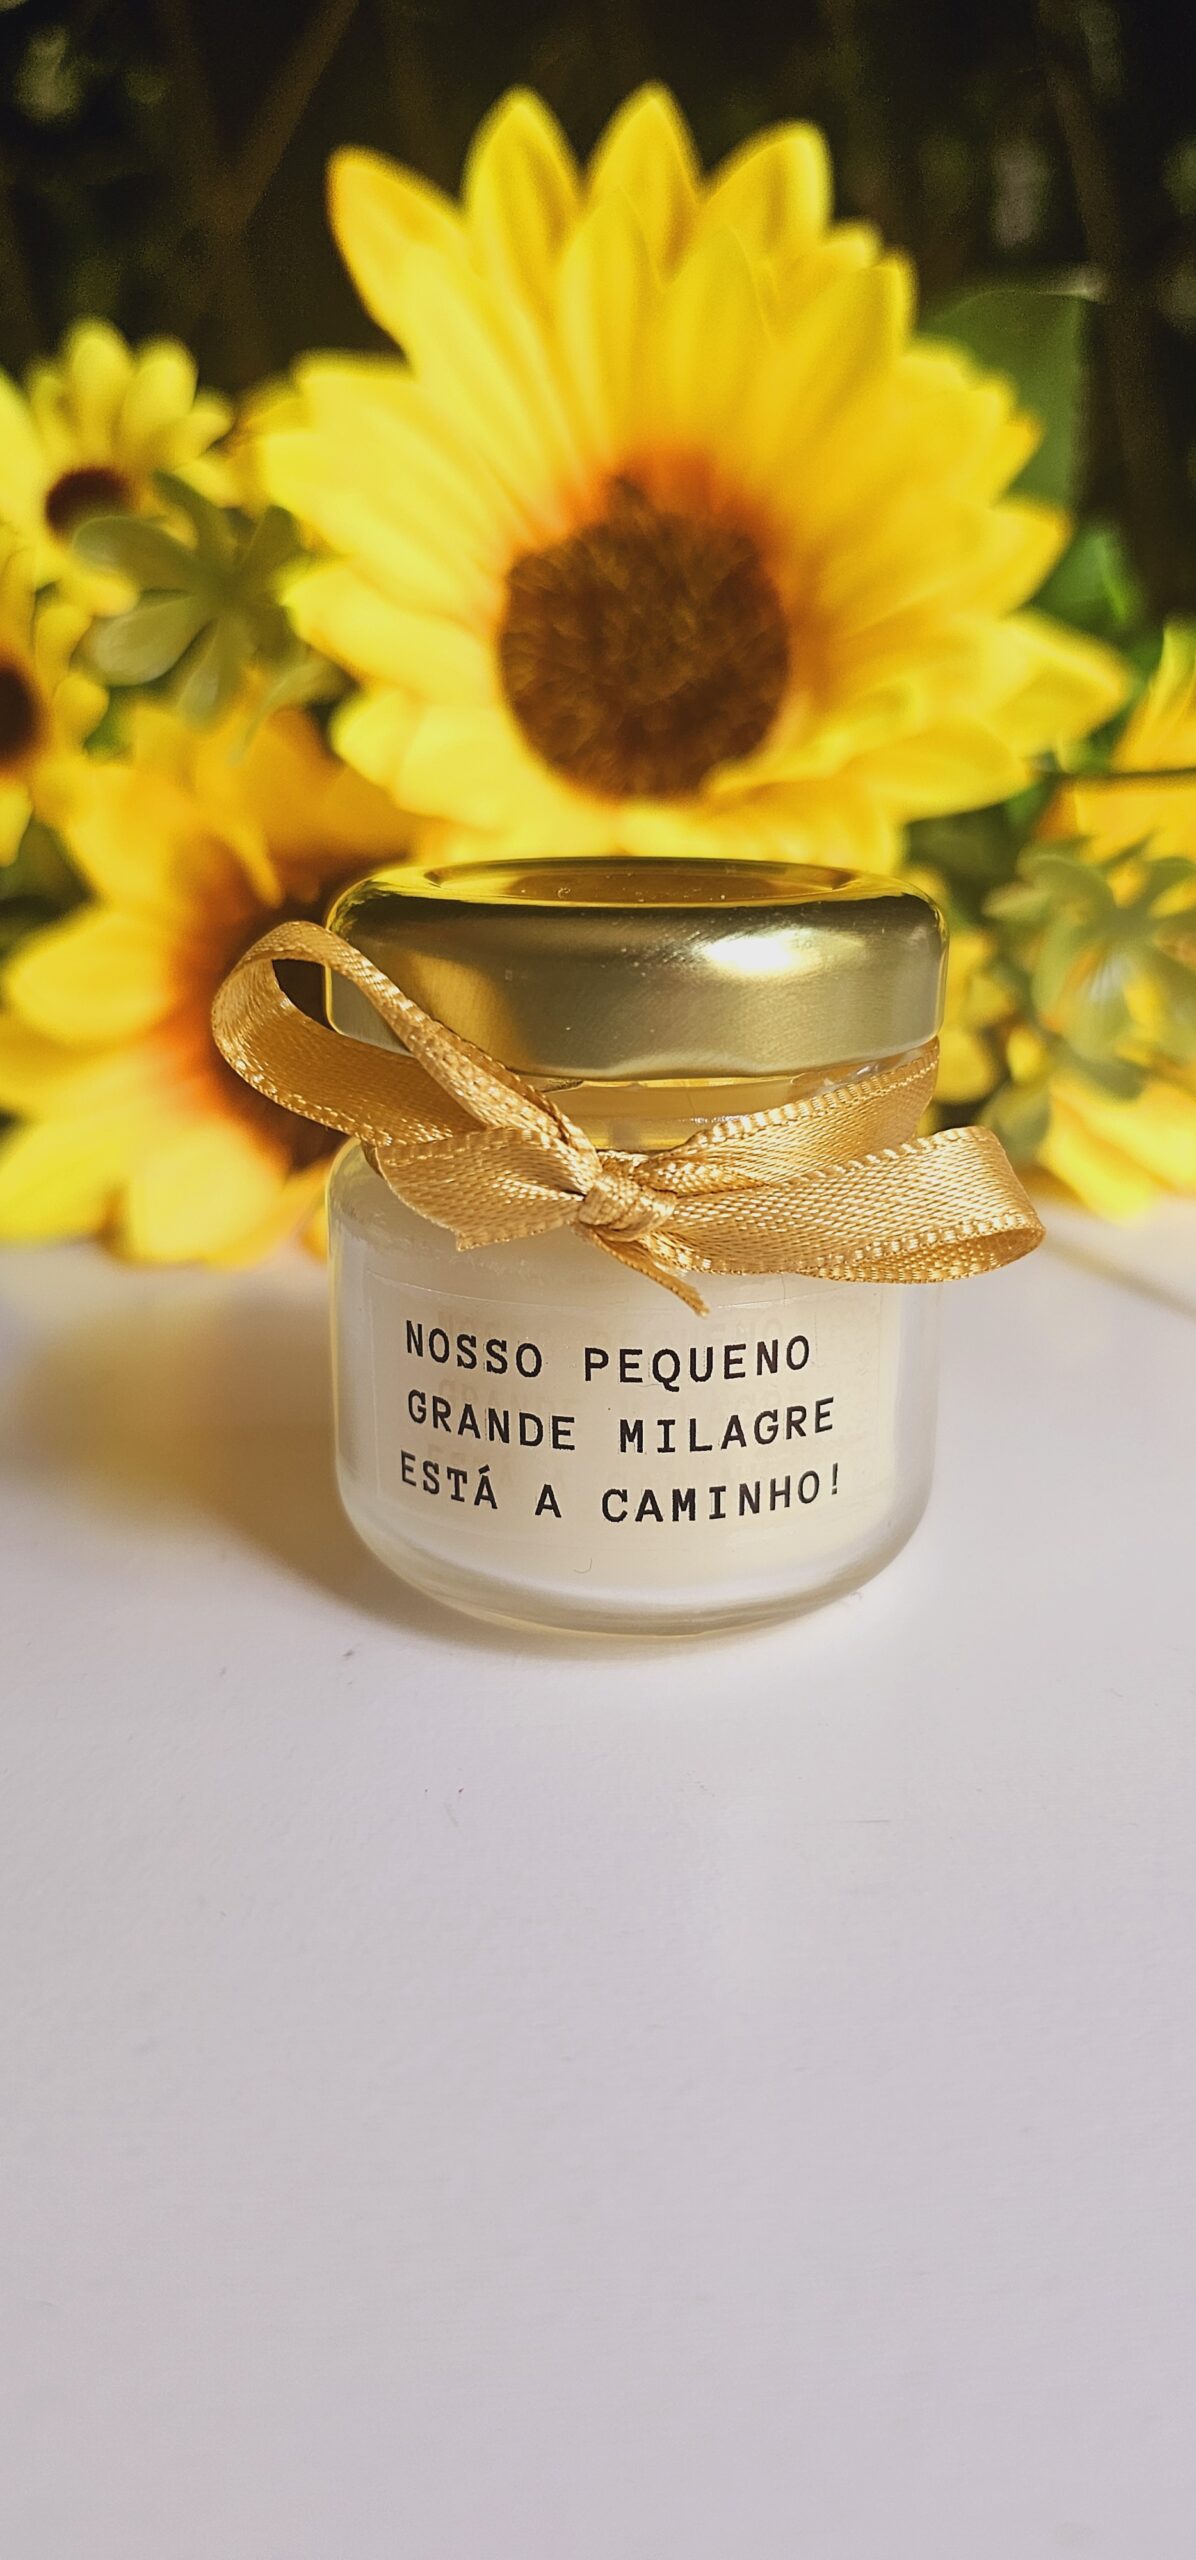 NOSSO PEQUENO
GRANDE MILAGRE
ESTÁ A CAMINHO!